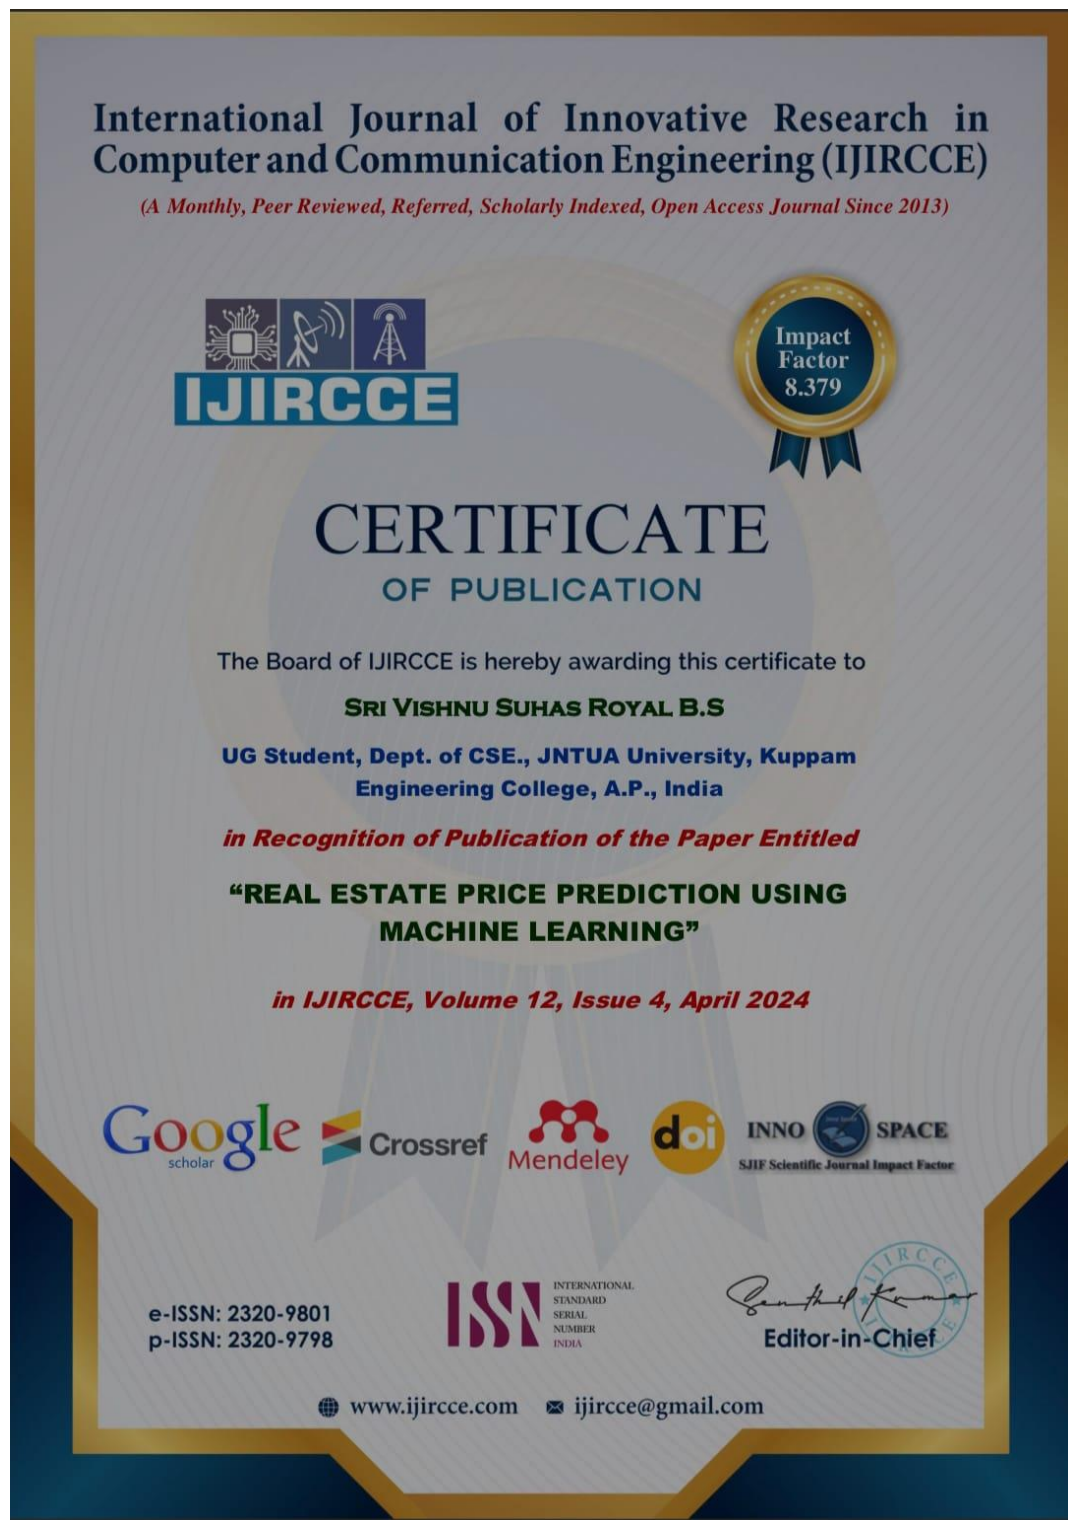 International Journal of Innovative Research in
Computer and Communication Engineering (IJIRCCE)
(A Monthly, Peer Reviewed, Referred, Scholarly Indexed, Open Access Journal Since 2013)
IJIRCCE
Impact
Factor
8.379
CERTIFICATE
OF PUBLICATION
The Board of IJIRCCE is hereby awarding this certificate to
SRI VISHNU SUHAS ROYAL B.S
UG Student, Dept. of CSE., JNTUA University, Kuppam
Engineering College, A.P., India
in Recognition of Publication of the Paper Entitled
“REAL ESTATE PRICE PREDICTION USING
MACHINE LEARNING”
in IJIRCCE, Volume 12, Issue 4, April 2024
Google
scholar
Crossref
Mendeley
doi
INNO SPACE
SJIF Scientific Journal Impact Factor
e-ISSN: 2320-9801
p-ISSN: 2320-9798
ISSN
INTERNATIONAL
STANDARD
SERIAL
NUMBER
INDIA
Senthil Kumar
IJIRCCE
Editor-in-Chief
www.ijircce.com ijircce@gmail.com